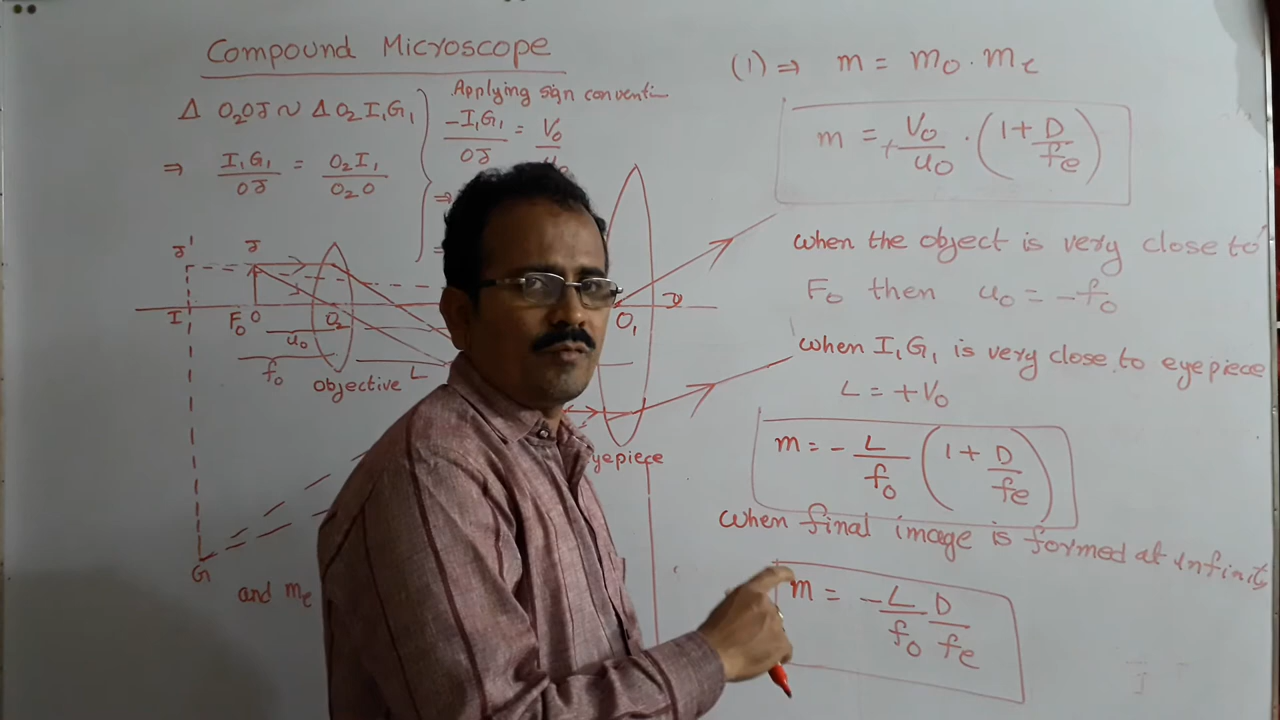 Compound Microscope
Δ O₂OJ ~ Δ O₂I₁G₁
⇒ I₁G₁/OJ = O₂I₁/O₂O
Applying sign conventi
-I₁G₁/OJ = V₀/u₀
⇒
=
J' J
I F₀ O O₂ O₁
u₀
f₀ L
objective
eyepiece
G
and mₑ
(1) ⇒ m = m₀ . mₑ
m = + V₀/u₀ . (1 + D/fₑ)
when the object is very close to
F₀ then u₀ = -f₀
when I₁G₁ is very close to eyepiece
L = +V₀
m = - L/f₀ (1 + D/fₑ)
when final image is formed at infinity
m = - L/f₀ D/fₑ